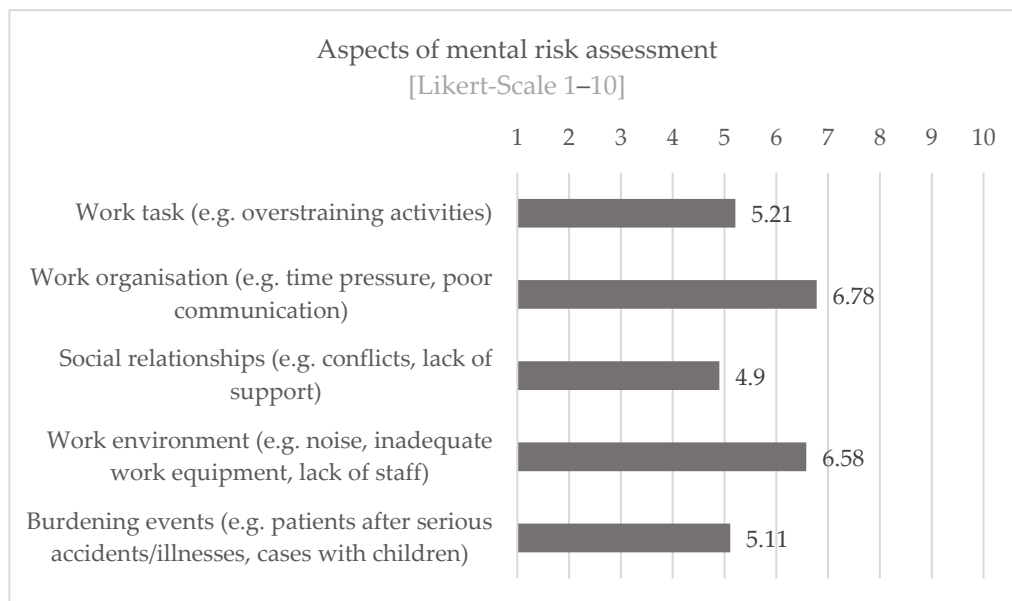 Aspects of mental risk assessment
[Likert-Scale 1–10]
1 2 3 4 5 6 7 8 9 10
Work task (e.g. overstraining activities)
5.21
Work organisation (e.g. time pressure, poor
communication)
6.78
Social relationships (e.g. conflicts, lack of
support)
4.9
Work environment (e.g. noise, inadequate
work equipment, lack of staff)
6.58
Burdening events (e.g. patients after serious
accidents/illnesses, cases with children)
5.11